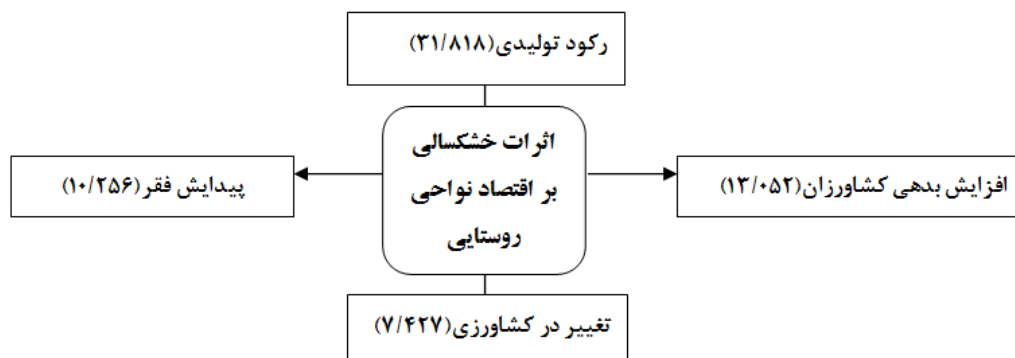 رکود تولیدی(۳۱/۸۱۸)
اثرات خشکسالی
بر اقتصاد نواحی
روستایی
افزایش بدهی کشاورزان(۱۳/۰۵۲)
پیدایش فقر(۱۰/۲۵۶)
تغییر در کشاورزی(۷/۴۲۷)